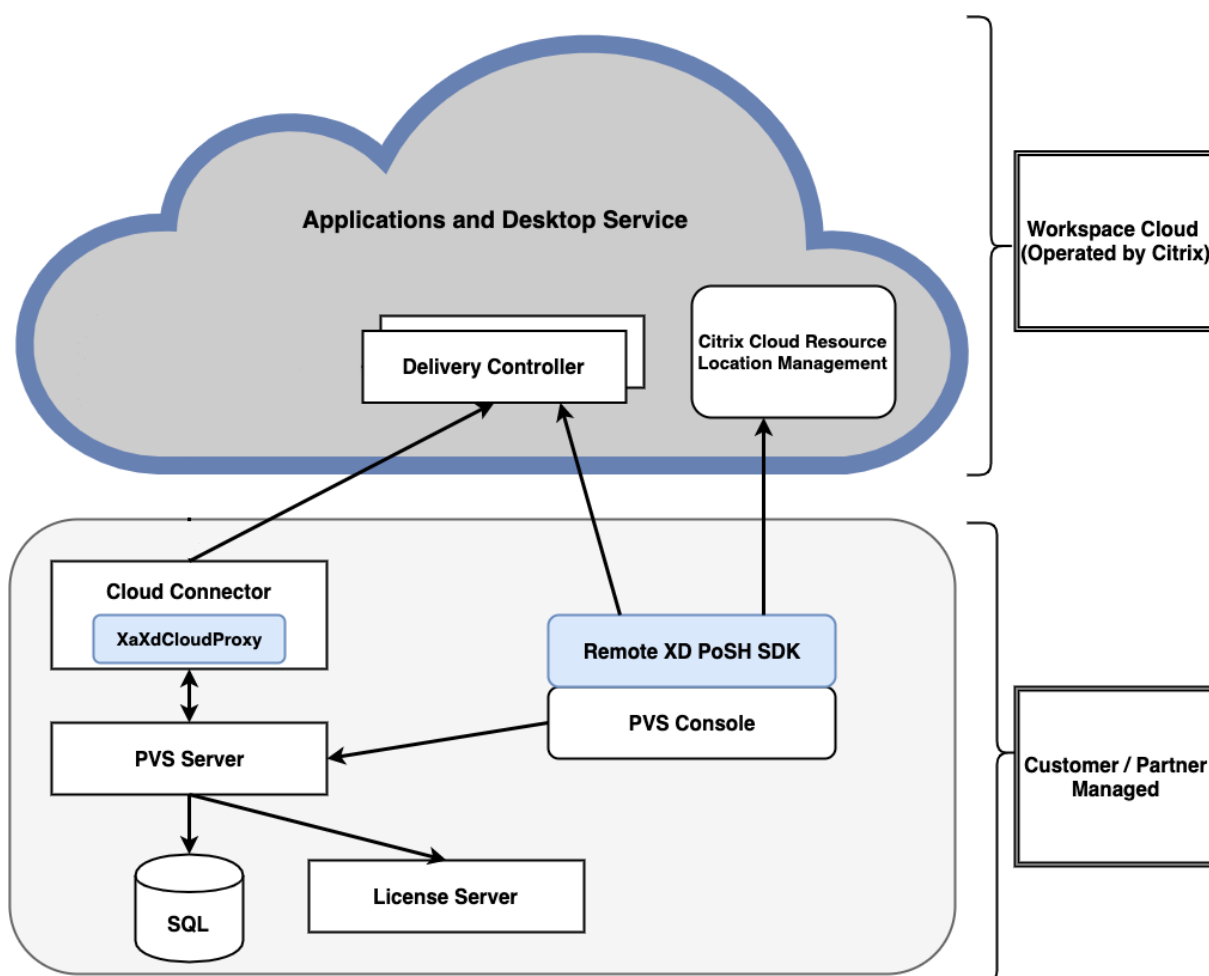 Applications and Desktop Service
Workspace Cloud
(Operated by Citrix)
Delivery Controller
Citrix Cloud Resource
Location Management
Cloud Connector
XaXdCloudProxy
Remote XD PoSH SDK
PVS Console
PVS Server
Customer / Partner
Managed
License Server
SQL